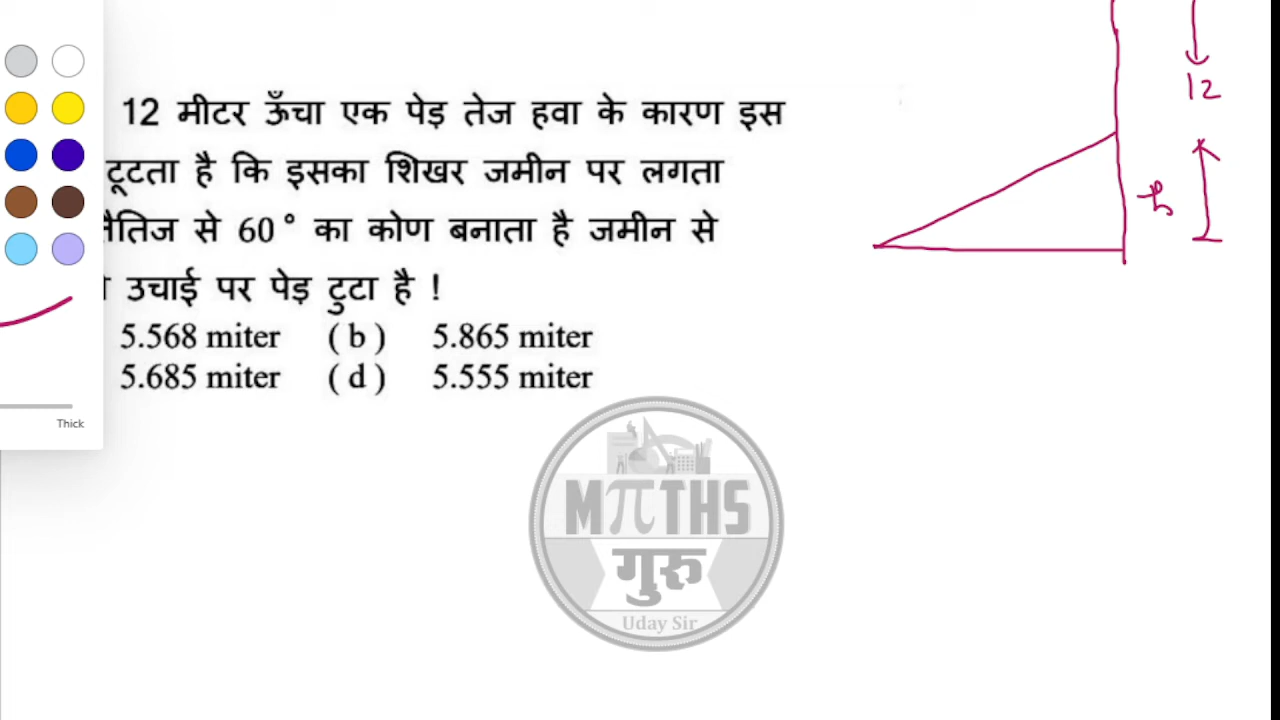 12 मीटर ऊँचा एक पेड़ तेज हवा के कारण इस
टूटता है कि इसका शिखर जमीन पर लगता
से 60° का कोण बनाता है जमीन से
उचाई पर पेड़ टुटा है !
5.568 miter (b) 5.865 miter
5.685 miter (d) 5.555 miter
12
h
Thick
MπTHS
गुरु
Uday Sir